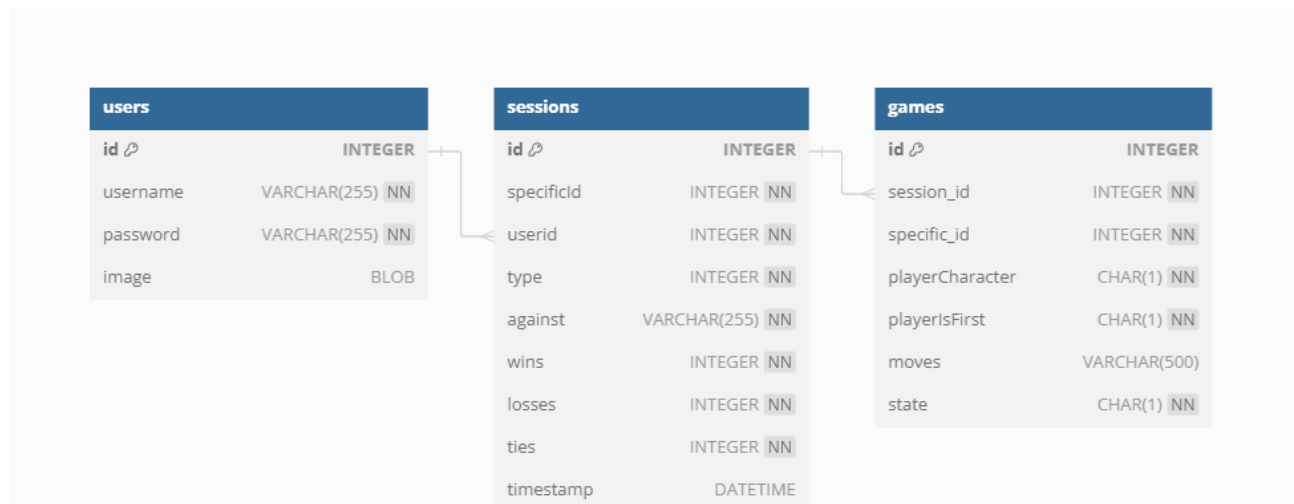 users
id INTEGER
username VARCHAR(255) NN
password VARCHAR(255) NN
image BLOB
sessions
id INTEGER
specificId INTEGER NN
userid INTEGER NN
type INTEGER NN
against VARCHAR(255) NN
wins INTEGER NN
losses INTEGER NN
ties INTEGER NN
timestamp DATETIME
games
id INTEGER
session_id INTEGER NN
specific_id INTEGER NN
playerCharacter CHAR(1) NN
playerIsFirst CHAR(1) NN
moves VARCHAR(500)
state CHAR(1) NN